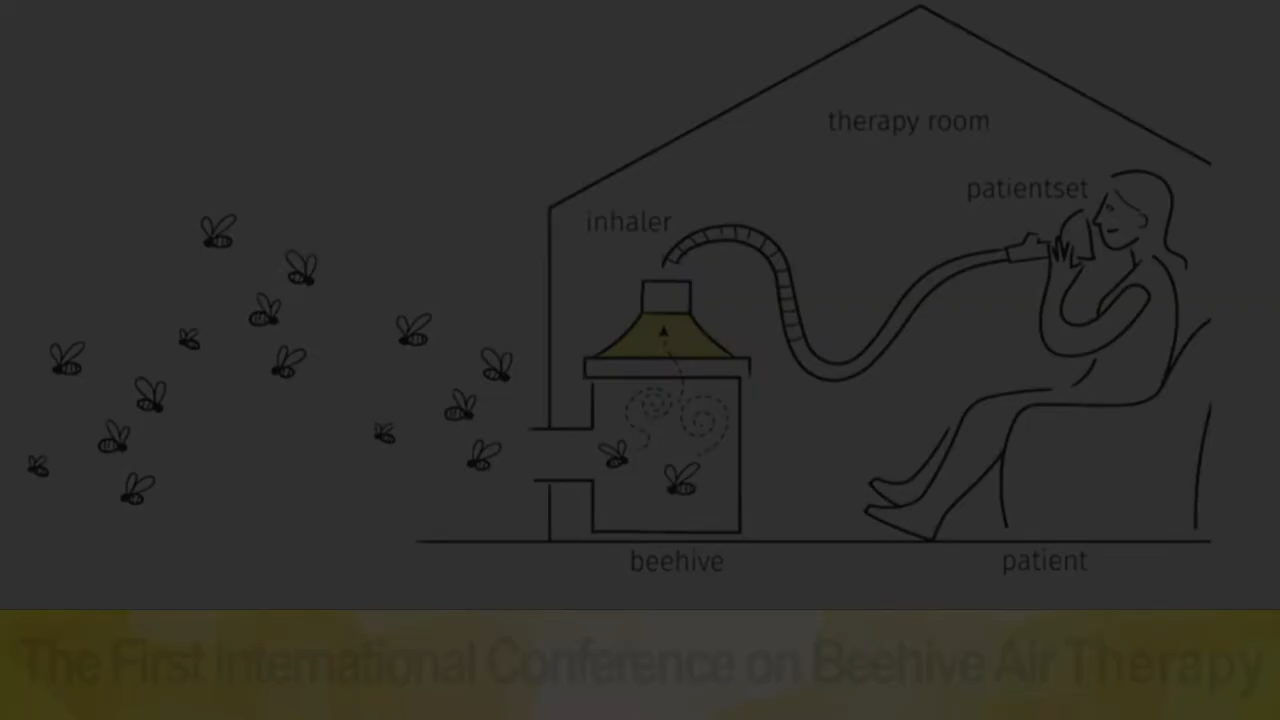 therapy room
patientset
inhaler
beehive
patient
The First International Conference on Beehive Air Therapy